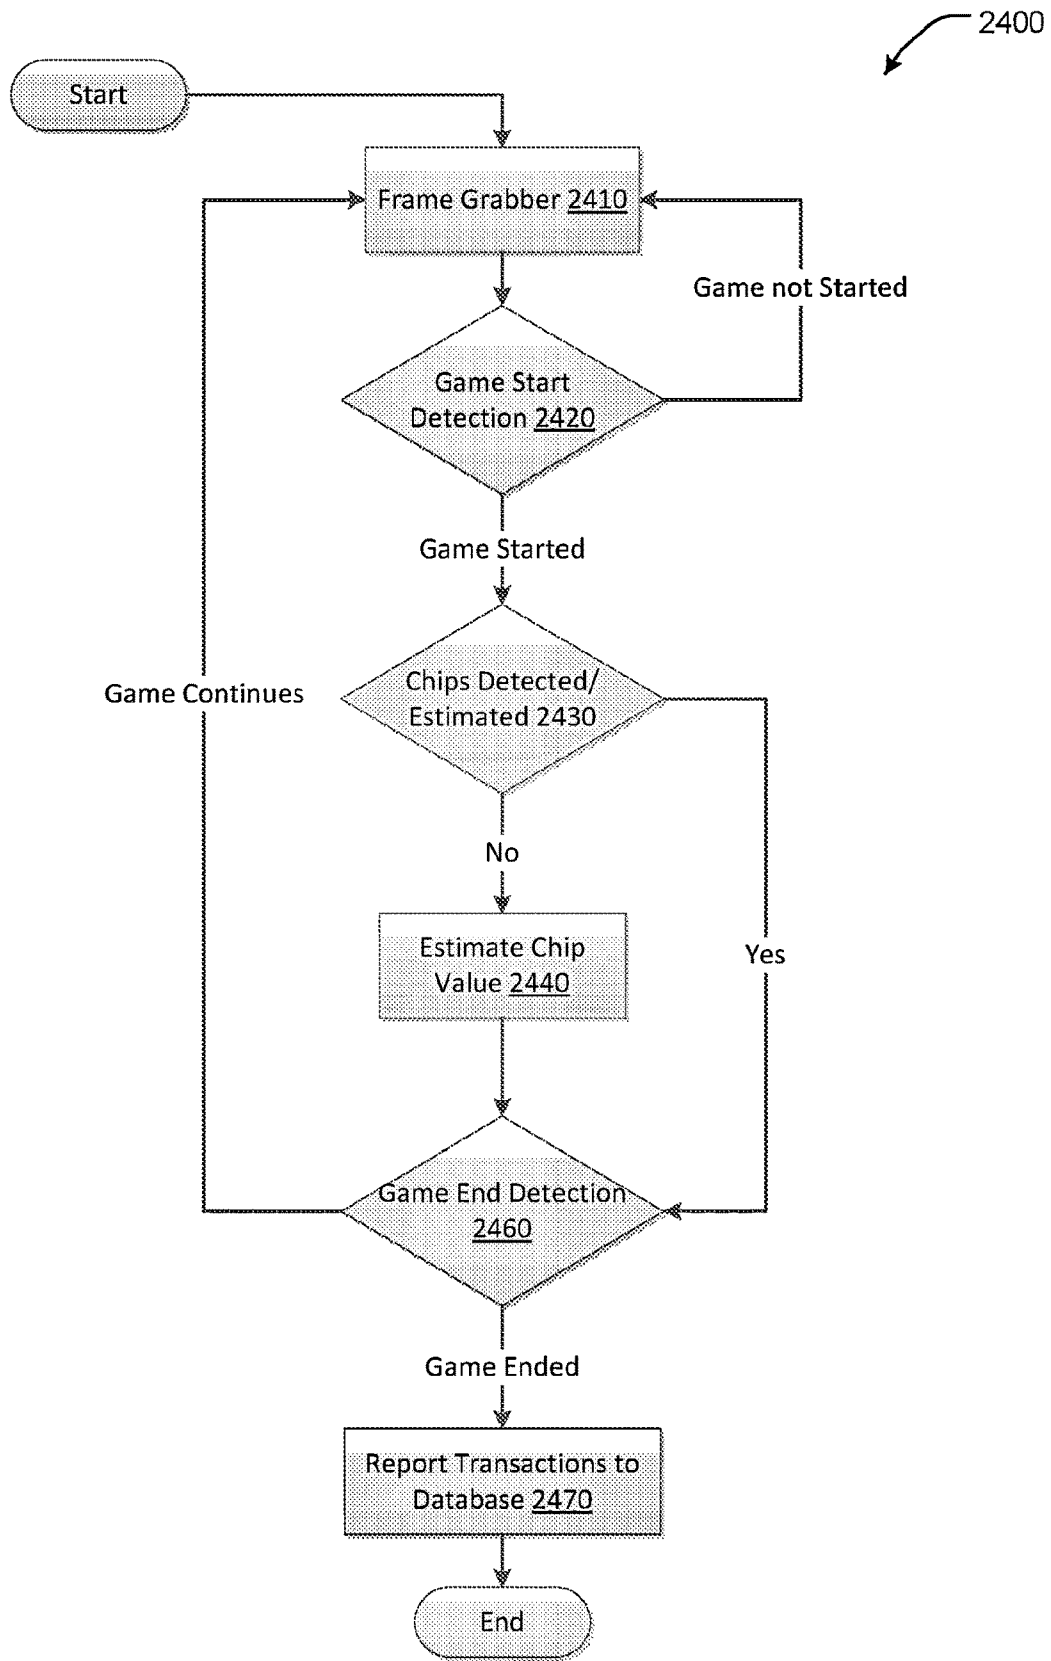 2400
Start
Frame Grabber 2410
Game not Started
Game Start
Detection 2420
Game Started
Chips Detected/
Estimated 2430
Game Continues
No
Estimate Chip
Value 2440
Yes
Game End Detection
2460
Game Ended
Report Transactions to
Database 2470
End